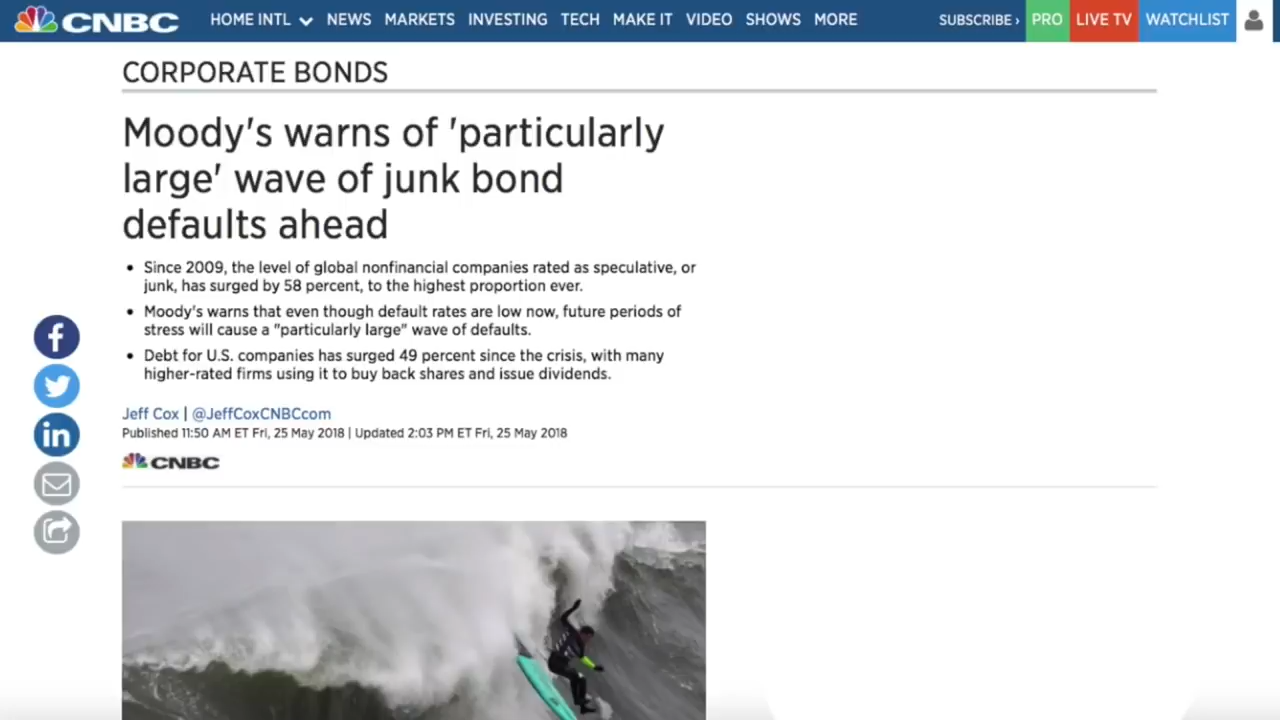 CNBC HOME INTL NEWS MARKETS INVESTING TECH MAKE IT VIDEO SHOWS MORE SUBSCRIBE › PRO LIVE TV WATCHLIST
CORPORATE BONDS
Moody's warns of 'particularly
large' wave of junk bond
defaults ahead
• Since 2009, the level of global nonfinancial companies rated as speculative, or
junk, has surged by 58 percent, to the highest proportion ever.
• Moody's warns that even though default rates are low now, future periods of
stress will cause a "particularly large" wave of defaults.
• Debt for U.S. companies has surged 49 percent since the crisis, with many
higher-rated firms using it to buy back shares and issue dividends.
Jeff Cox | @JeffCoxCNBCcom
Published 11:50 AM ET Fri, 25 May 2018 | Updated 2:03 PM ET Fri, 25 May 2018
CNBC